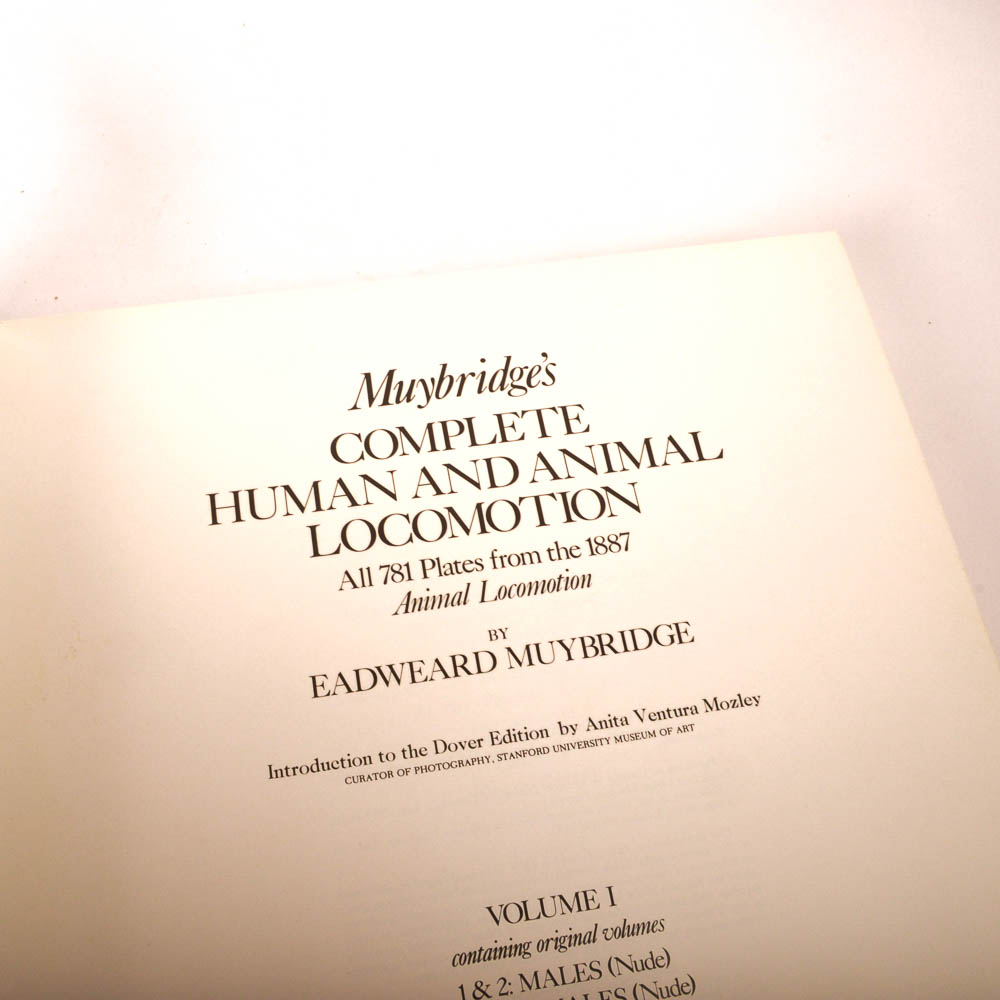 Muybridge's
COMPLETE
HUMAN AND ANIMAL
LOCOMOTION
All 781 Plates from the 1887
Animal Locomotion
BY
EADWEARD MUYBRIDGE
Introduction to the Dover Edition by Anita Ventura Mozley
CURATOR OF PHOTOGRAPHY, STANFORD UNIVERSITY MUSEUM OF ART
VOLUME I
containing original volumes
1 & 2: MALES (Nude)
MALES (Nude)